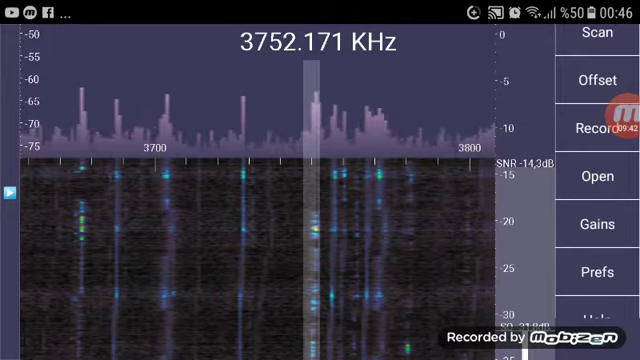 ... %50 00:46
3752.171 KHz
-50
-55
-60
-65
-70
-75
3700
3800
0
-5
-10
SNR -14,3dB
-15
-20
-25
-30
Scan
Offset
Record
09:42
Open
Gains
Prefs
Recorded by mobizen